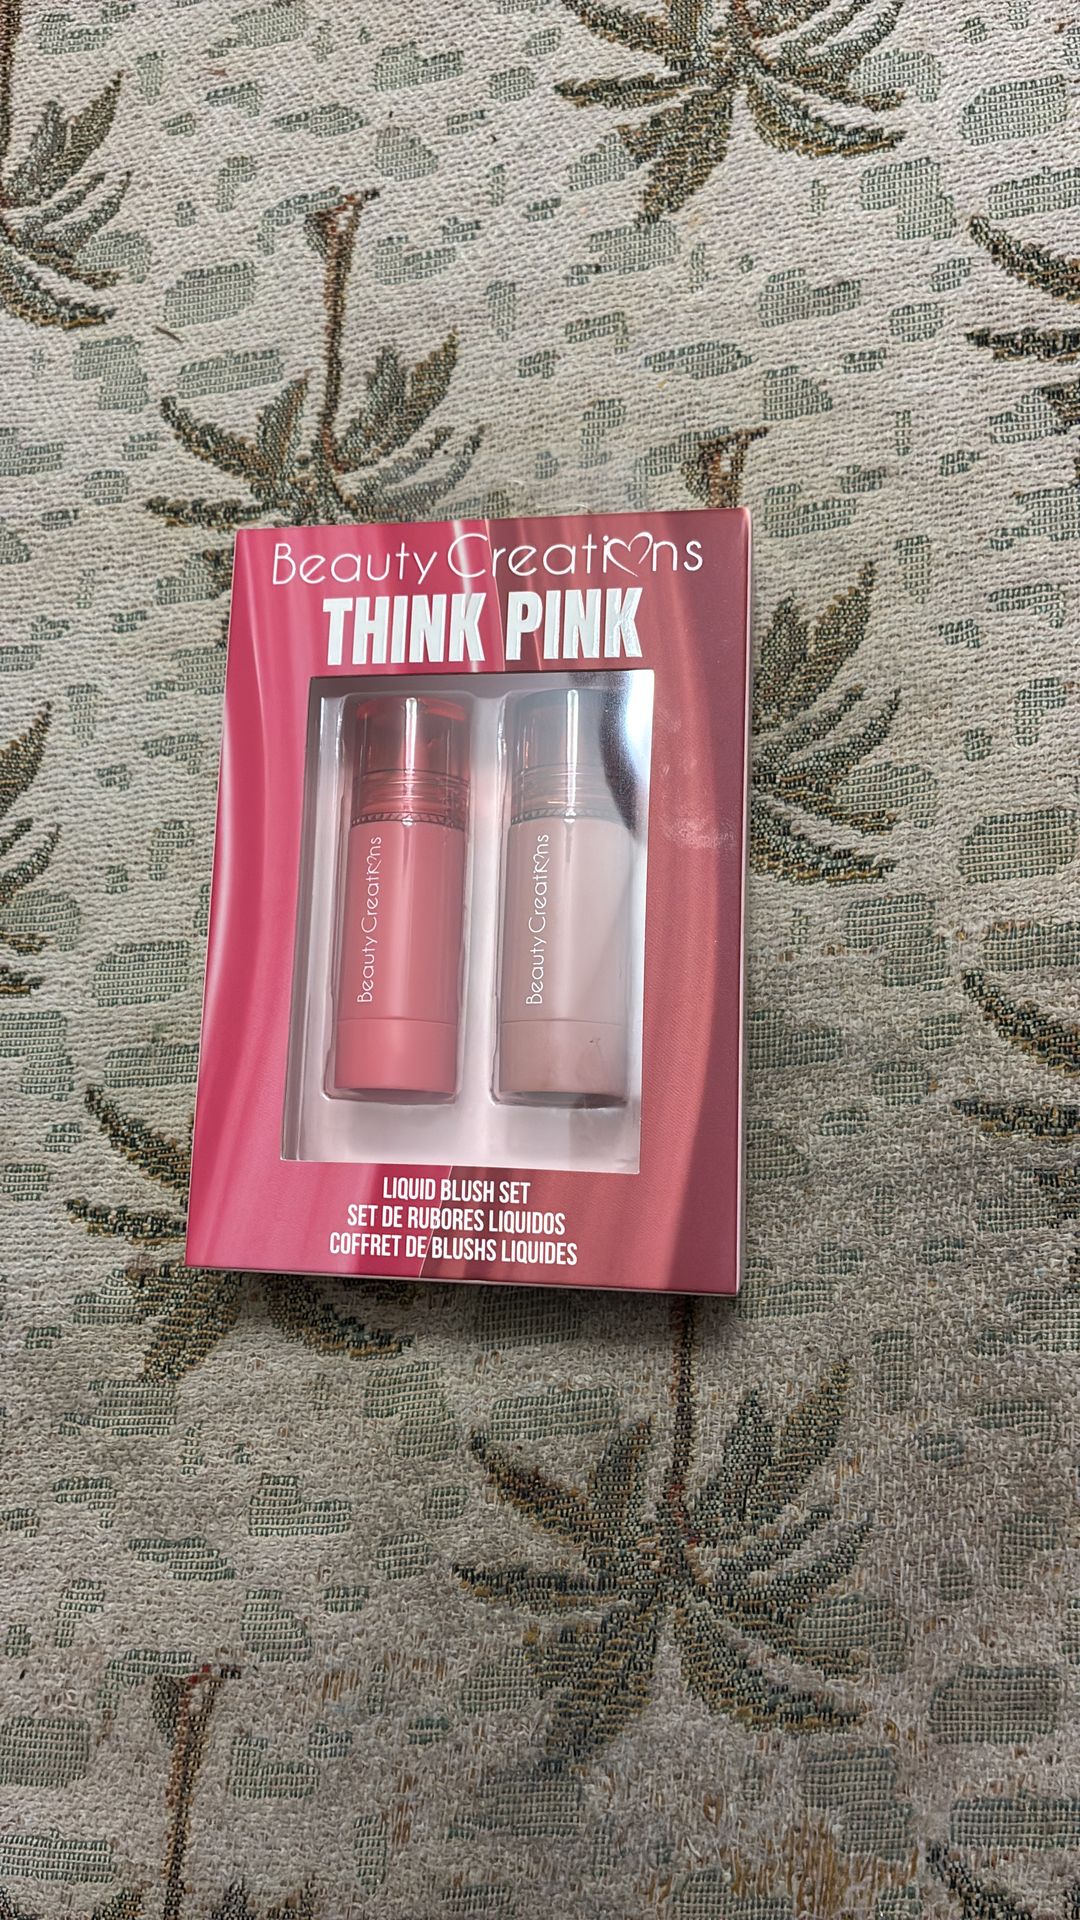 Beauty Creations
THINK PINK
Beauty Creations
Beauty Creations
LIQUID BLUSH SET
SET DE RUBORES LIQUIDOS
COFFRET DE BLUSHS LIQUIDES